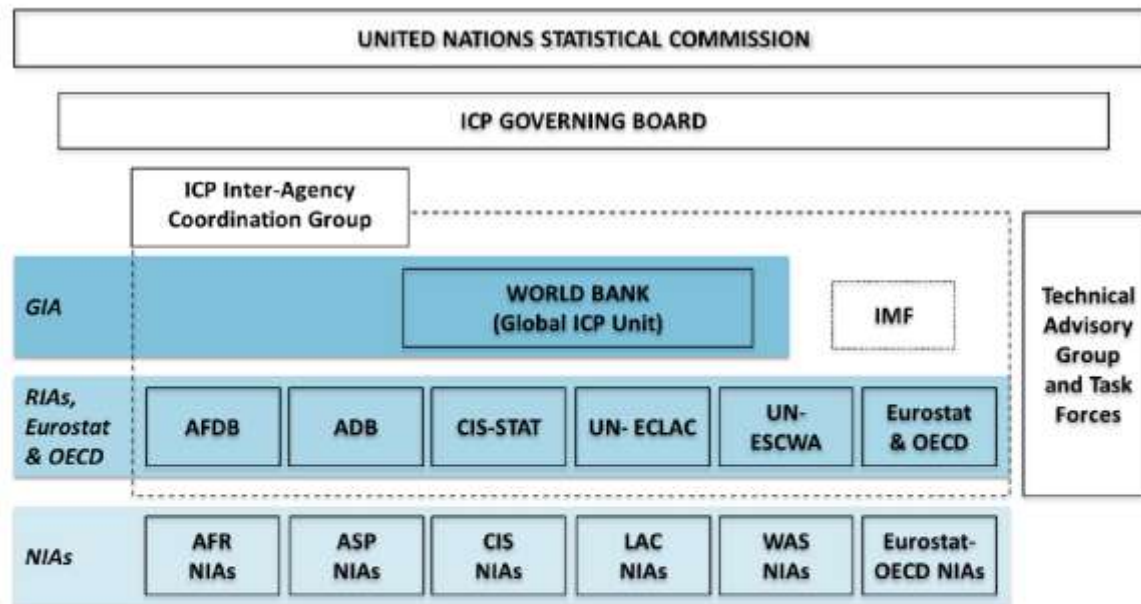 UNITED NATIONS STATISTICAL COMMISSION
ICP GOVERNING BOARD
ICP Inter-Agency
Coordination Group
GIA
WORLD BANK
(Global ICP Unit)
IMF
Technical
Advisory
Group
and Task
Forces
RIAs,
Eurostat
& OECD
AFDB
ADB
CIS-STAT
UN- ECLAC
UN-
ESCWA
Eurostat
& OECD
NIAs
AFR
NIAs
ASP
NIAs
CIS
NIAs
LAC
NIAs
WAS
NIAs
Eurostat-
OECD NIAs